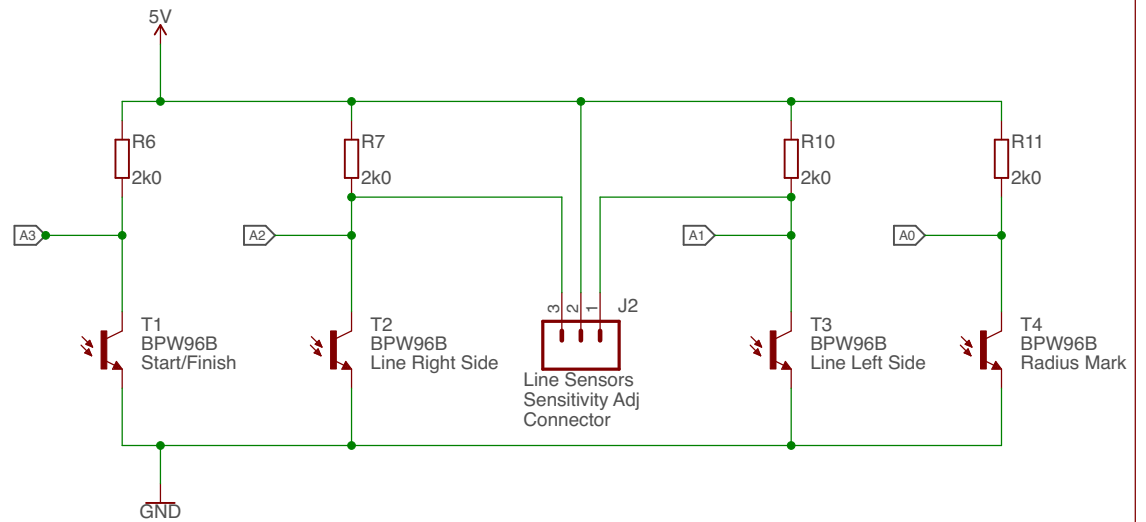 5V
R6
2k0
R7
2k0
R10
2k0
R11
2k0
A3
A2
A1
A0
3
2
1
J2
T1
BPW96B
Start/Finish
T2
BPW96B
Line Right Side
T3
BPW96B
Line Left Side
T4
BPW96B
Radius Mark
Line Sensors
Sensitivity Adj
Connector
GND